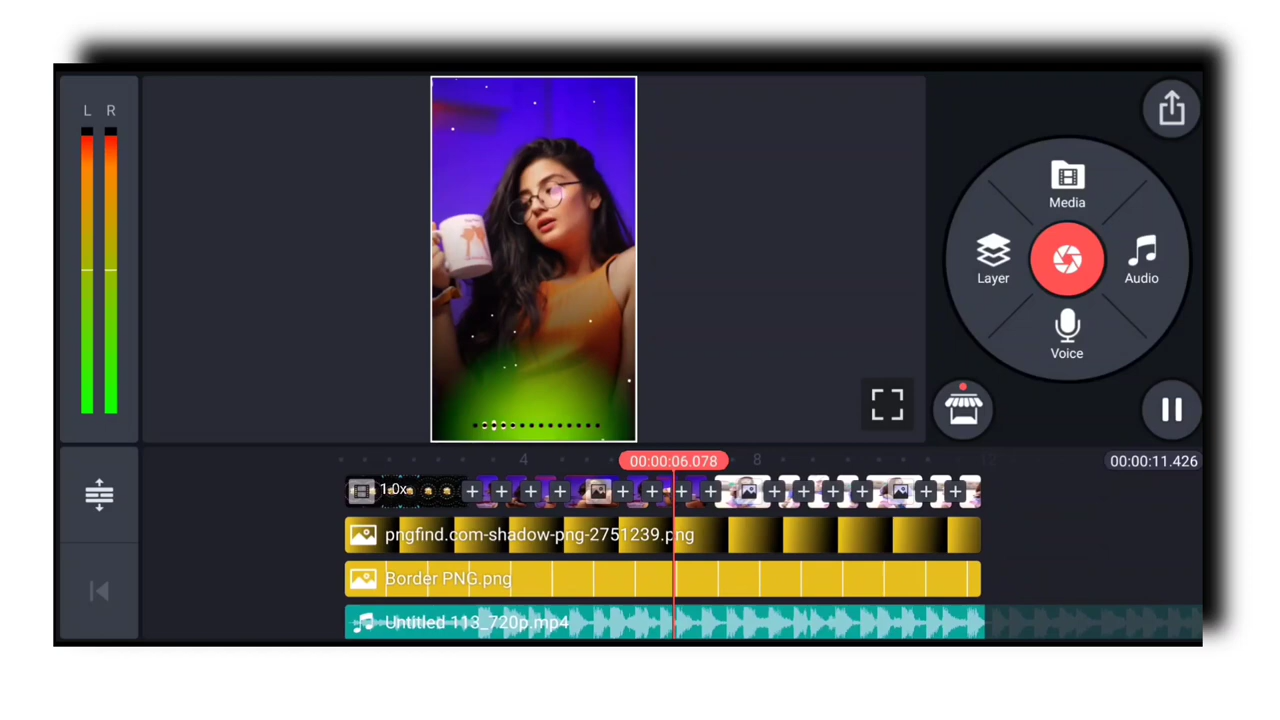 L R
Media
Layer
Audio
Voice
4
00:00:06.078
8
12
00:00:11.426
1.0x
pngfind.com-shadow-png-2751239.png
Border PNG.png
Untitled 113_720p.mp4